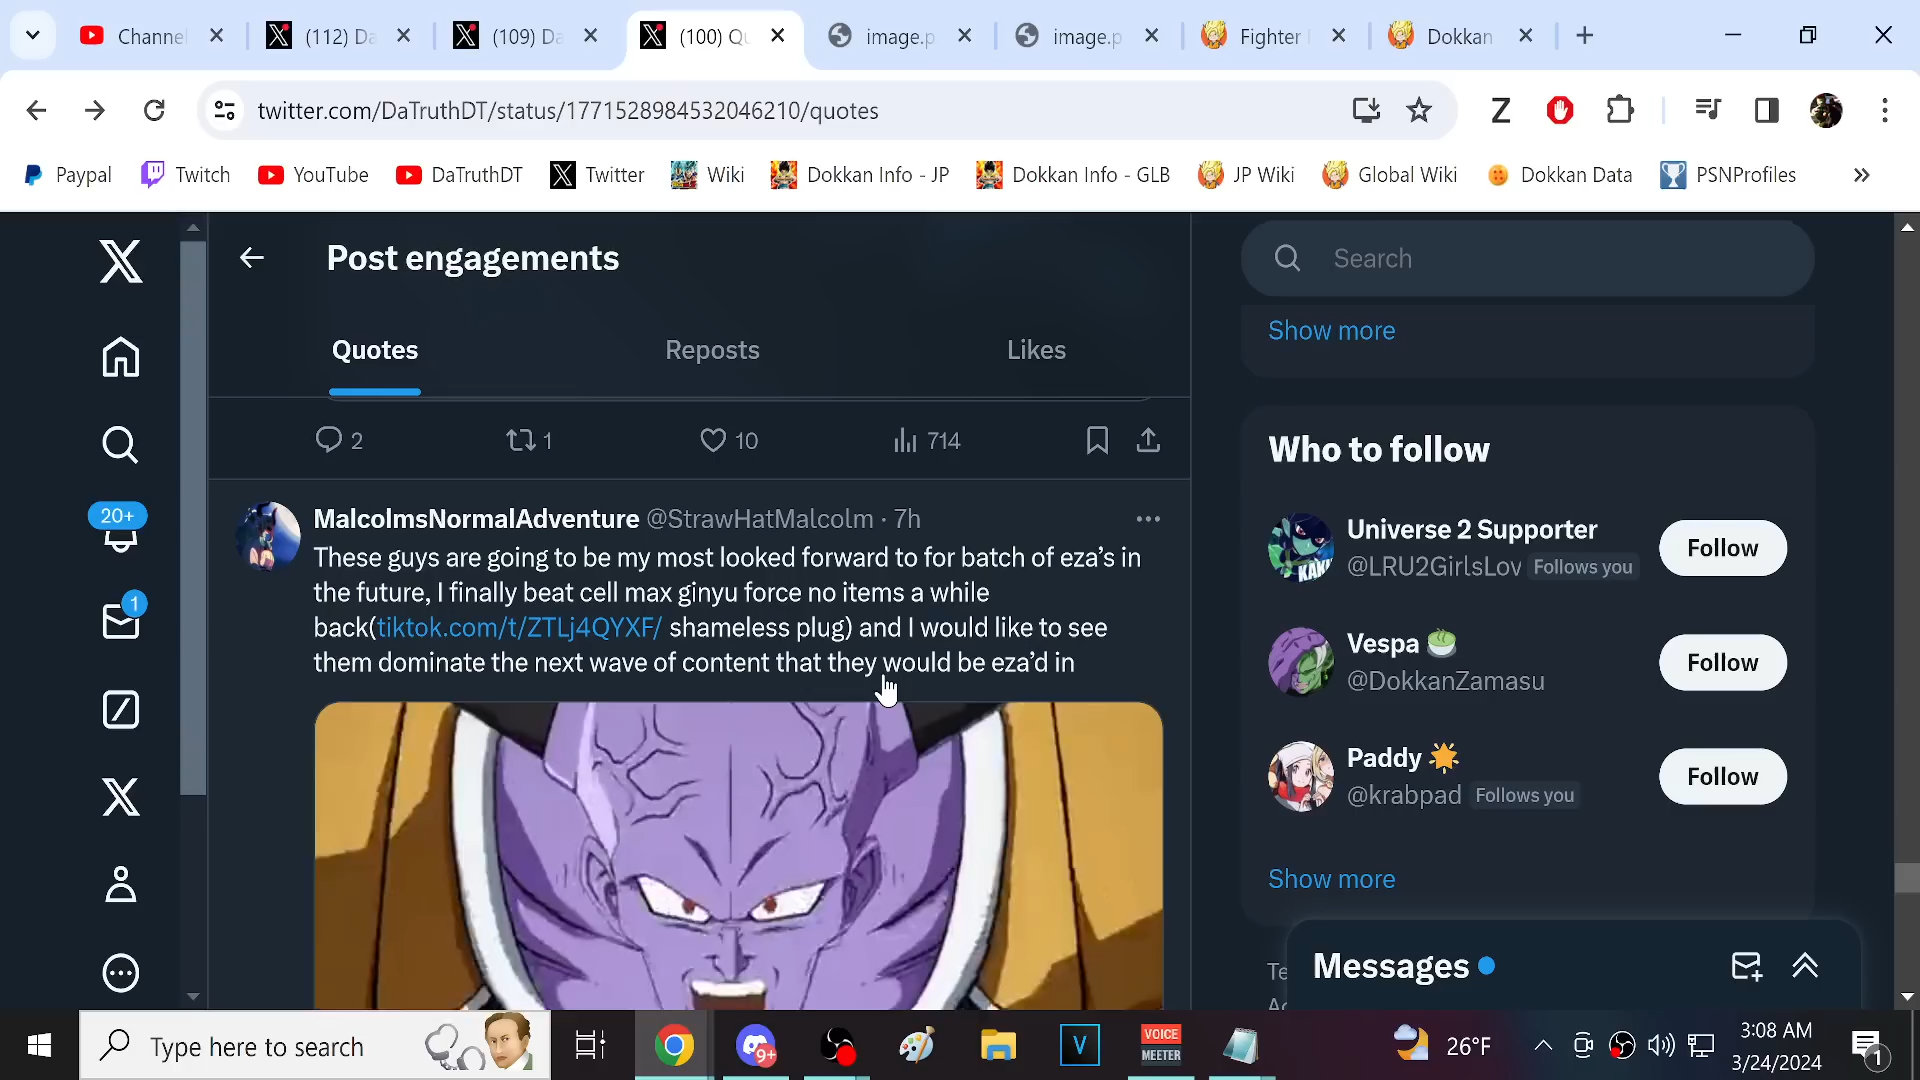 Channe
(112) Da
(109) Da
(100) Qu
image.p
image.p
Fighter
Dokkan
twitter.com/DaTruthDT/status/1771528984532046210/quotes
Z
Paypal
Twitch
YouTube
DaTruthDT
Twitter
Wiki
Dokkan Info - JP
Dokkan Info - GLB
JP Wiki
Global Wiki
Dokkan Data
PSNProfiles
Post engagements
Search
Show more
Quotes
Reposts
Likes
2
1
10
714
Who to follow
20+
MalcolmsNormalAdventure @StrawHatMalcolm · 7h
These guys are going to be my most looked forward to for batch of eza's in
the future, I finally beat cell max ginyu force no items a while
back(tiktok.com/t/ZTLj4QYXF/ shameless plug) and I would like to see
them dominate the next wave of content that they would be eza'd in
1
Universe 2 Supporter
@LRU2GirlsLov Follows you
Follow
KAK
Vespa
@DokkanZamasu
Follow
Paddy
@krabpad Follows you
Follow
Show more
Te
Ac
Messages
Type here to search
9+
V
VOICE
MEETER
26°F
3:08 AM
3/24/2024
1